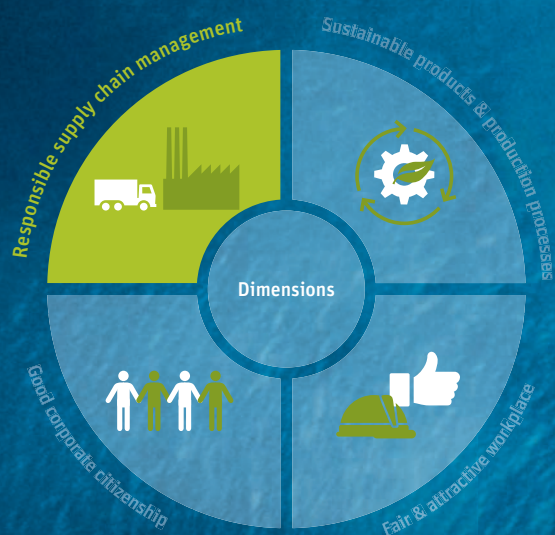 Responsible supply chain management
Sustainable products & production processes
Dimensions
Good corporate citizenship
Fair & attractive workplace